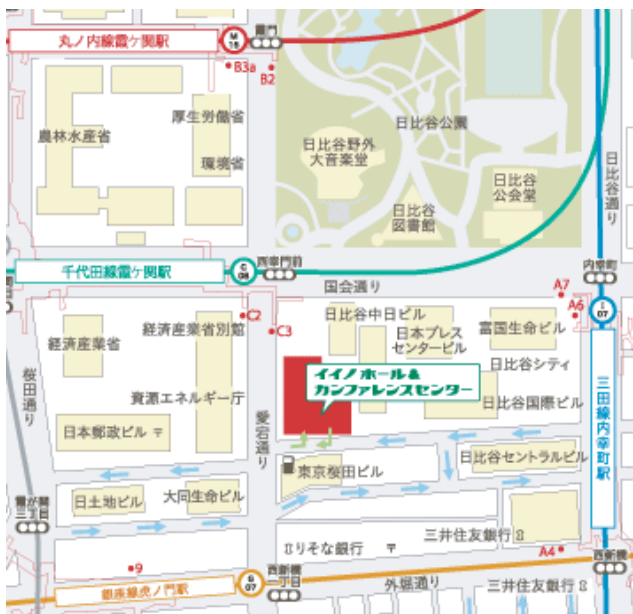 丸ノ内線霞ケ関駅
M
15
霞門
B3a
B2
厚生労働省
農林水産省
環境省
日比谷公園
日比谷野外
大音楽堂
日比谷
公会堂
日比谷
図書館
日比谷通り
千代田線霞ケ関駅
C
08
西幸門前
内幸町
国会通り
A7
A6
I
07
C2
C3
経済産業省
経済産業省別館
日比谷中日ビル
日本プレス
センタービル
富国生命ビル
日比谷シティ
イイノホール&
カンファレンスセンター
桜田通り
資源エネルギー庁
愛宕通り
日比谷国際ビル
三田線内幸町駅
日本郵政ビル 〒
東京桜田ビル
日比谷セントラルビル
霞が関
三丁目
日土地ビル
大同生命ビル
りそな銀行
〒
三井住友銀行
9
A4
西新橋
一丁目
西新橋
銀座線虎ノ門駅
G
07
外堀通り
三井住友銀行